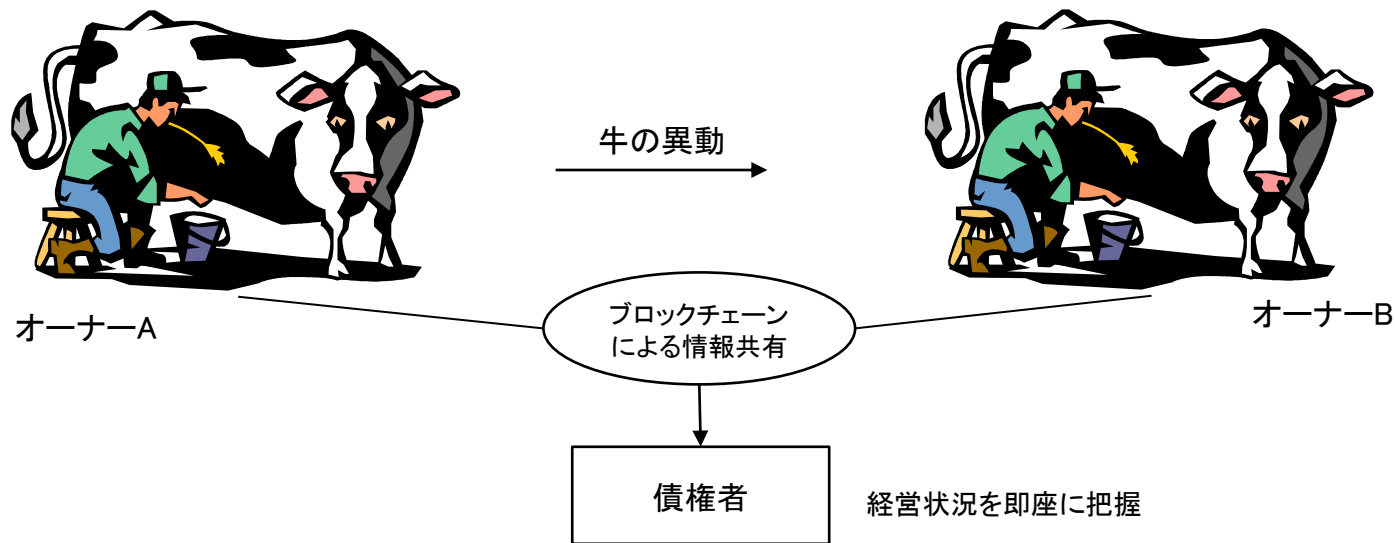 牛の異動
オーナーA
オーナーB
ブロックチェーン
による情報共有
債権者
経営状況を即座に把握